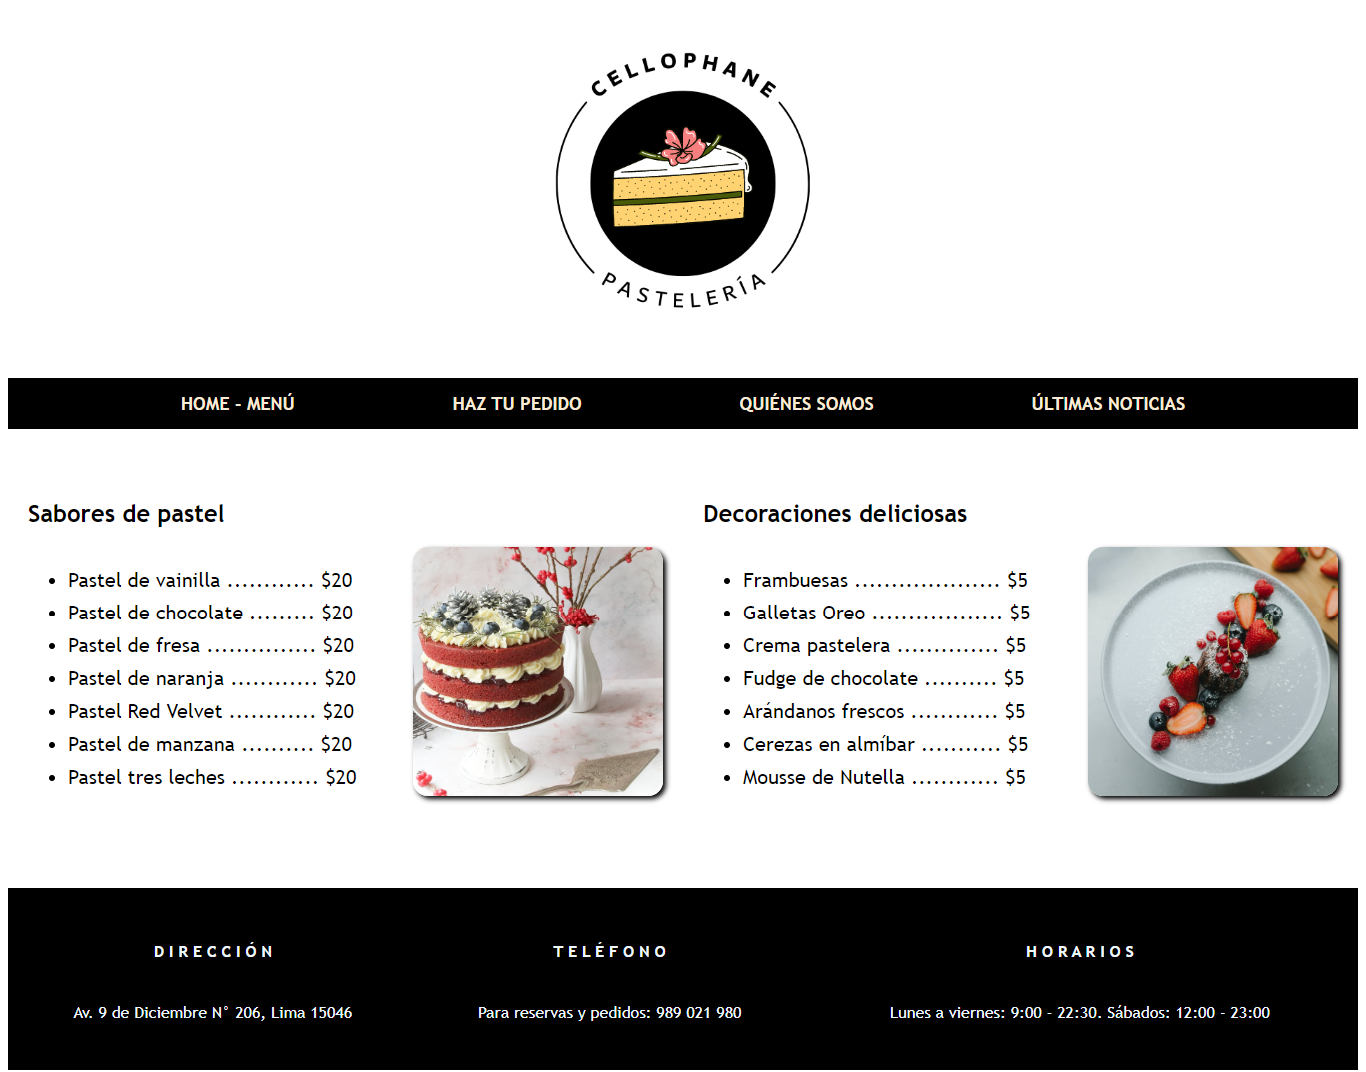 CELLOPHANE
PASTELERÍA
HOME – MENÚ
HAZ TU PEDIDO
QUIÉNES SOMOS
ÚLTIMAS NOTICIAS
Sabores de pastel
Pastel de vainilla ............ $20
Pastel de chocolate ......... $20
Pastel de fresa ............... $20
Pastel de naranja ............ $20
Pastel Red Velvet ............ $20
Pastel de manzana .......... $20
Pastel tres leches ............ $20
Decoraciones deliciosas
Frambuesas .................... $5
Galletas Oreo .................. $5
Crema pastelera .............. $5
Fudge de chocolate .......... $5
Arándanos frescos ............ $5
Cerezas en almíbar ........... $5
Mousse de Nutella ............ $5
DIRECCIÓN
Av. 9 de Diciembre N° 206, Lima 15046
TELÉFONO
Para reservas y pedidos: 989 021 980
HORARIOS
Lunes a viernes: 9:00 - 22:30. Sábados: 12:00 - 23:00